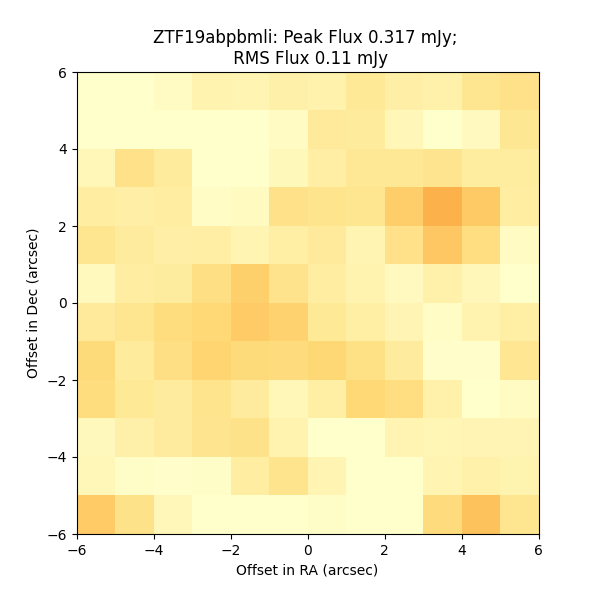 ZTF19abpbmli: Peak Flux 0.317 mJy;
RMS Flux 0.11 mJy
6
4
2
0
−2
−4
−6
Offset in Dec (arcsec)
−6 −4 −2 0 2 4 6
Offset in RA (arcsec)